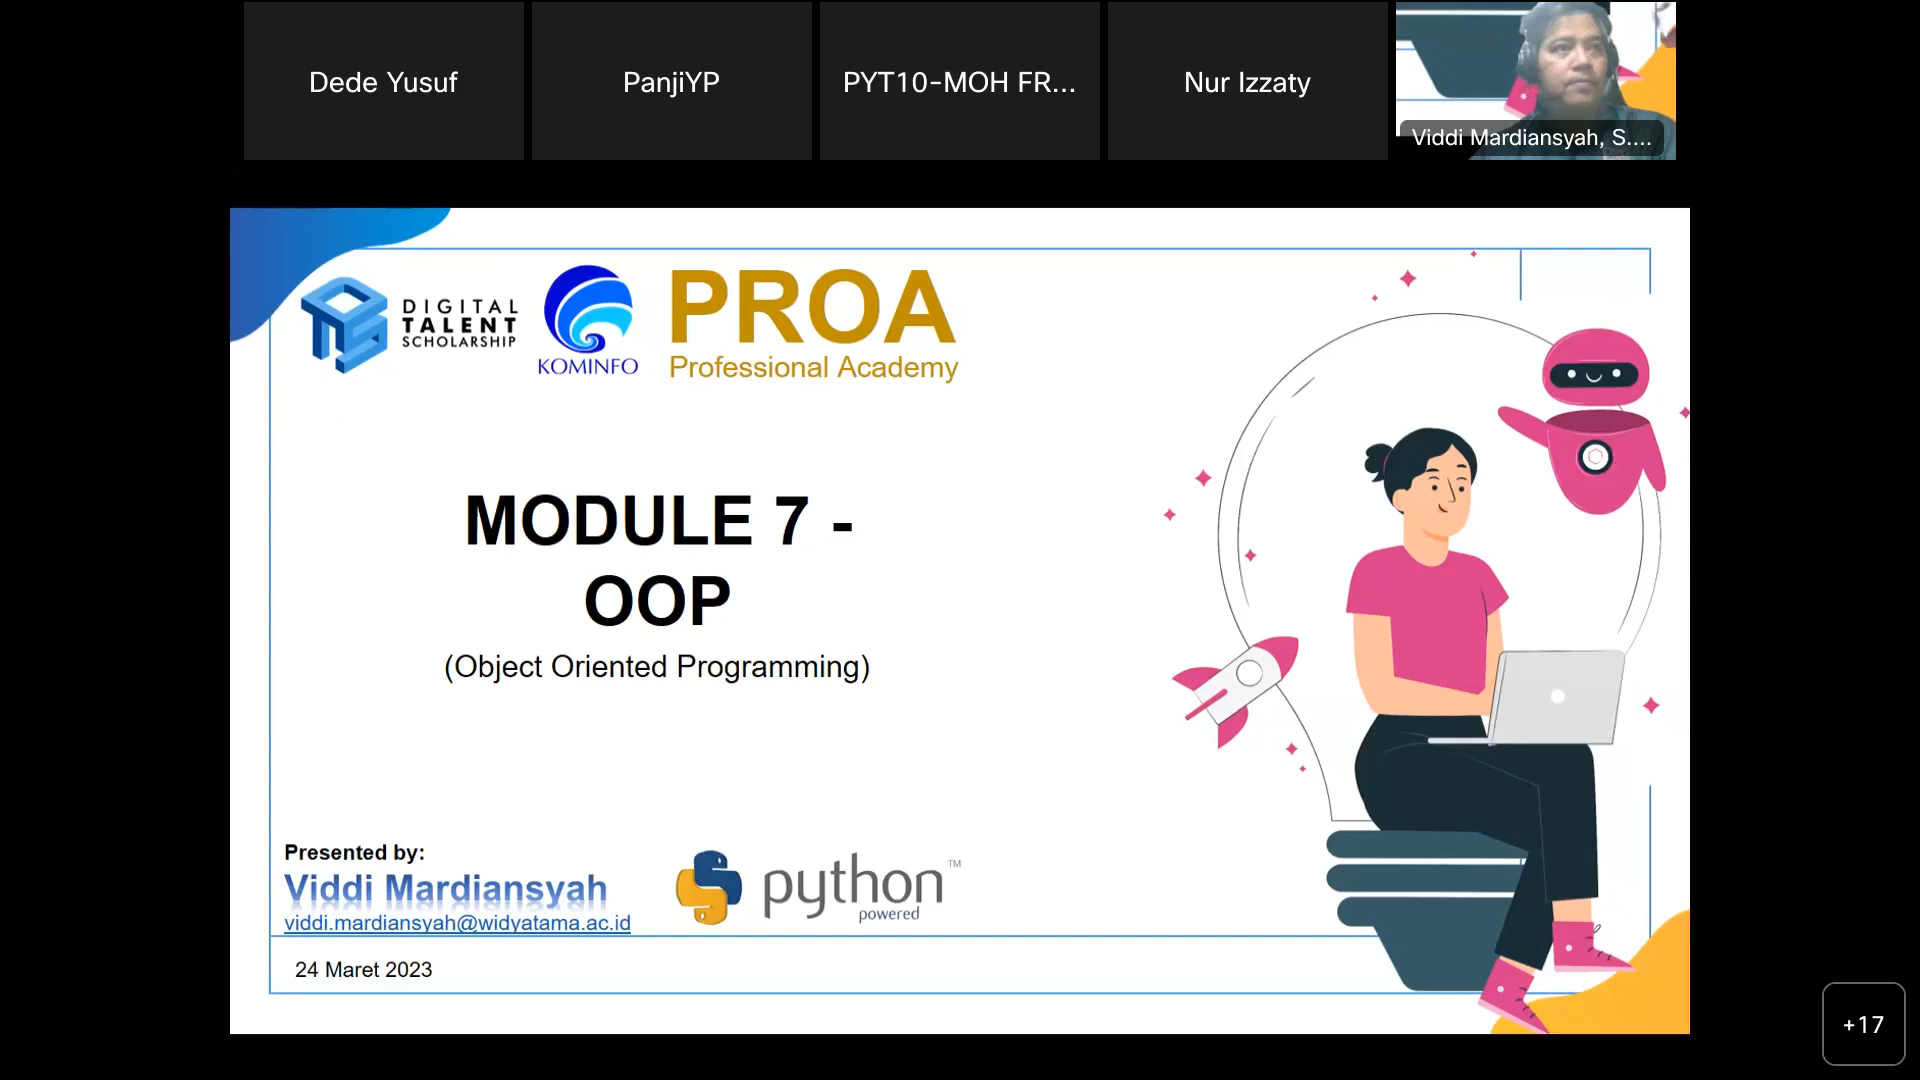 Dede Yusuf
PanjiYP
PYT10-MOH FR...
Nur Izzaty
Viddi Mardiansyah, S....
DIGITAL
TALENT
SCHOLARSHIP
KOMINFO
PROA
Professional Academy
MODULE 7 -
OOP
(Object Oriented Programming)
Presented by:
Viddi Mardiansyah
viddi.mardiansyah@widyatama.ac.id
python™
powered
24 Maret 2023
+17